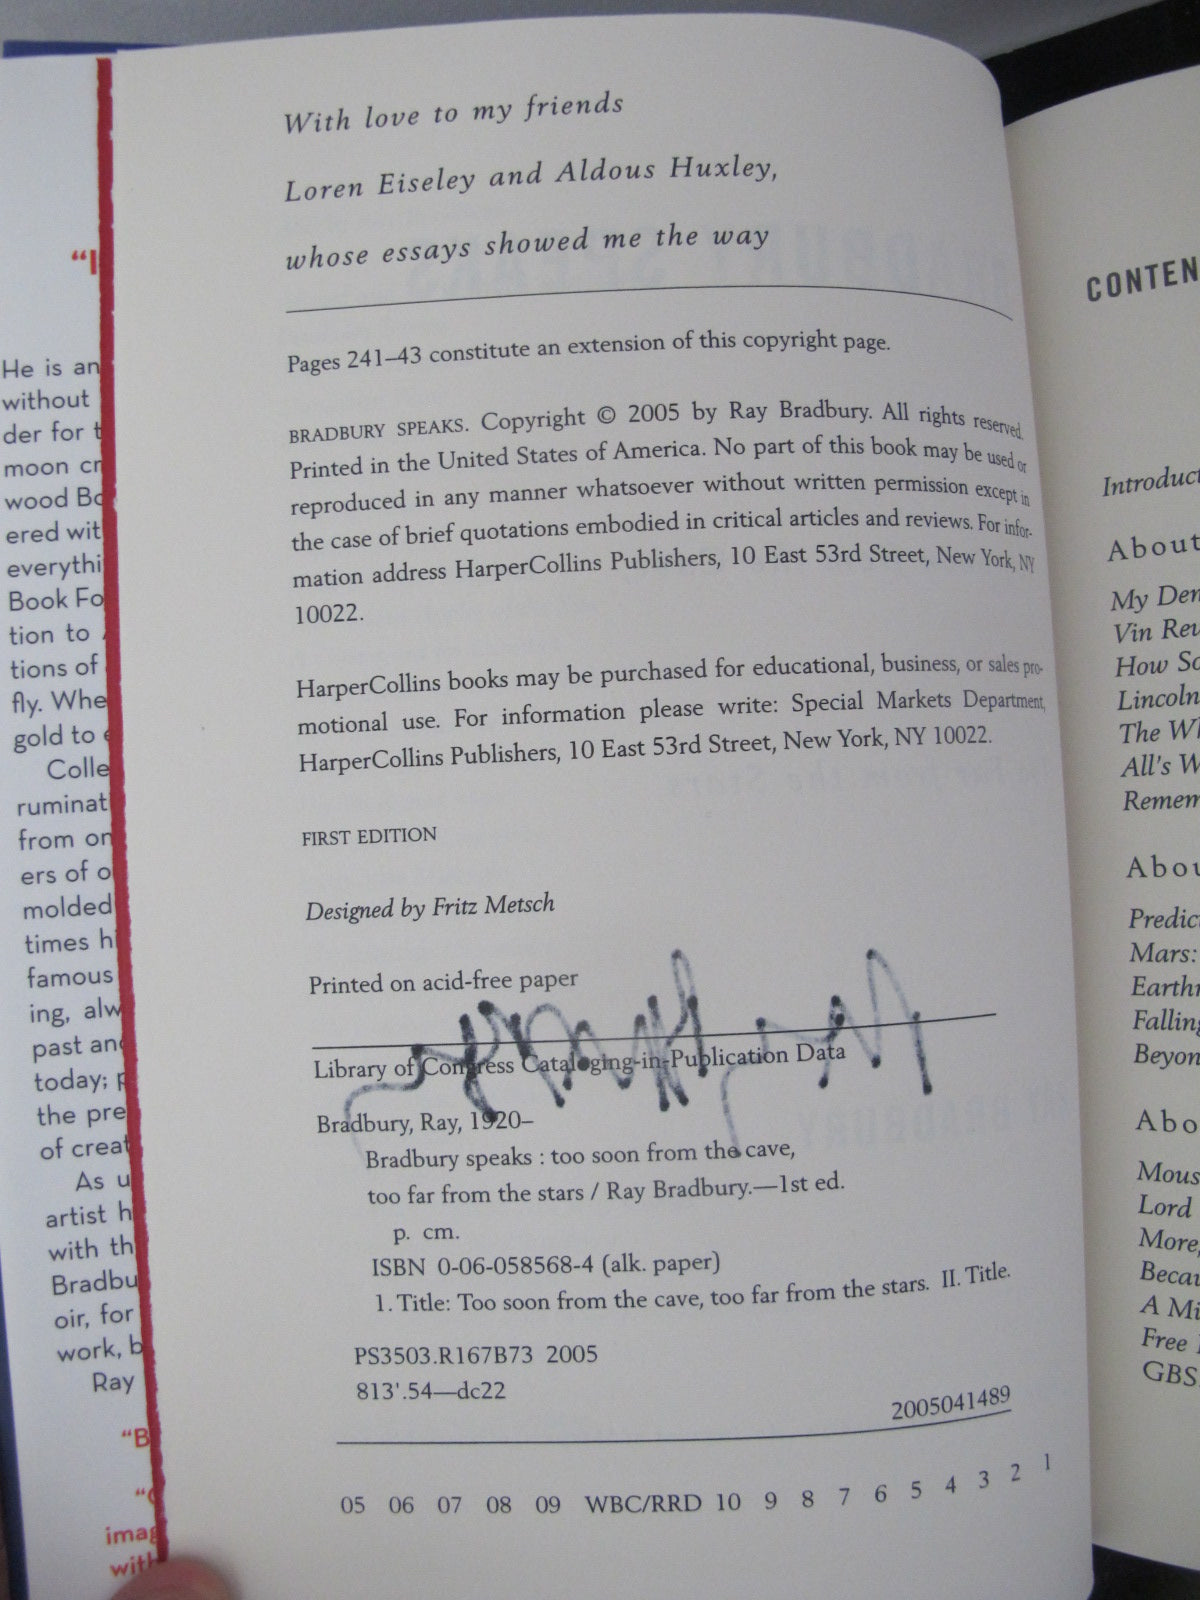 With love to my friends
Loren Eiseley and Aldous Huxley,
whose essays showed me the way
Pages 241–43 constitute an extension of this copyright page.
BRADBURY SPEAKS. Copyright © 2005 by Ray Bradbury. All rights reserved.
Printed in the United States of America. No part of this book may be used or
reproduced in any manner whatsoever without written permission except in
the case of brief quotations embodied in critical articles and reviews. For infor-
mation address HarperCollins Publishers, 10 East 53rd Street, New York, NY
10022.
HarperCollins books may be purchased for educational, business, or sales pro-
motional use. For information please write: Special Markets Department,
HarperCollins Publishers, 10 East 53rd Street, New York, NY 10022.
FIRST EDITION
Designed by Fritz Metsch
Printed on acid-free paper
Library of Congress Cataloging-in-Publication Data
Bradbury, Ray, 1920–
Bradbury speaks : too soon from the cave,
too far from the stars / Ray Bradbury.—1st ed.
p. cm.
ISBN 0-06-058568-4 (alk. paper)
1. Title: Too soon from the cave, too far from the stars. II. Title.
PS3503.R167B73 2005
813'.54—dc22
2005041489
05 06 07 08 09 WBC/RRD 10 9 8 7 6 5 4 3 2 1
"I
He is an
without
der for t
moon cr
wood Bo
ered wit
everythi
Book Fo
tion to
tions of
fly. Whe
gold to
Colle
ruminat
from on
ers of o
molded
times h
famous
ing, alw
past and
today; p
the pre
of creat
As u
artist h
with th
Bradbu
oir, for
work, b
Ray
"B
imag
with
CONTEN
Introduct
About
My Den
Vin Rev
How So
Lincoln
The Wh
All's W
Remem
Abou
Predic
Mars:
Earth
Falling
Beyon
Abo
Mous
Lord
More,
Becau
A Mi
Free
GBS